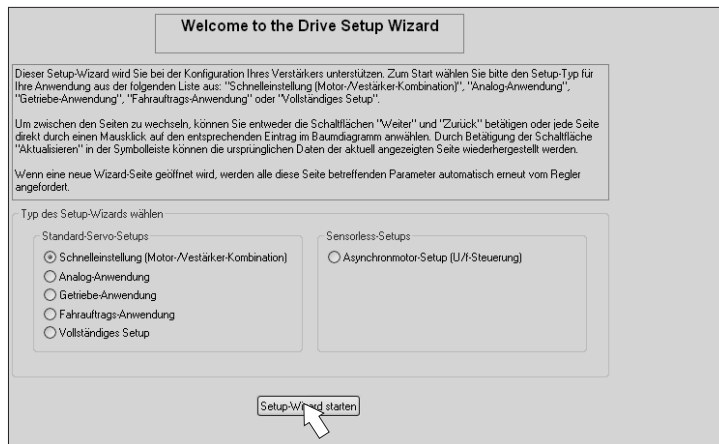 Welcome to the Drive Setup Wizard
Dieser Setup-Wizard wird Sie bei der Konfiguration Ihres Verstärkers unterstützen. Zum Start wählen Sie bitte den Setup-Typ für
Ihre Anwendung aus der folgenden Liste aus: "Schnelleinstellung (Motor-/Vestärker-Kombination)", "Analog-Anwendung",
"Getriebe-Anwendung", "Fahrauftrags-Anwendung" oder "Vollständiges Setup".
Um zwischen den Seiten zu wechseln, können Sie entweder die Schaltflächen "Weiter" und "Zurück" betätigen oder jede Seite
direkt durch einen Mausklick auf den entsprechenden Eintrag im Baumdiagramm anwählen. Durch Betätigung der Schaltfläche
"Aktualisieren" in der Symbolleiste können die ursprünglichen Daten der aktuell angezeigten Seite wiederhergestellt werden.
Wenn eine neue Wizard-Seite geöffnet wird, werden alle diese Seite betreffenden Parameter automatisch erneut vom Regler
angefordert.
Typ des Setup-Wizards wählen
Standard-Servo-Setups
Schnelleinstellung (Motor-/Vestärker-Kombination)
Analog-Anwendung
Getriebe-Anwendung
Fahrauftrags-Anwendung
Vollständiges Setup
Sensorless-Setups
Asynchronmotor-Setup (U/f-Steuerung)
Setup-Wizard starten